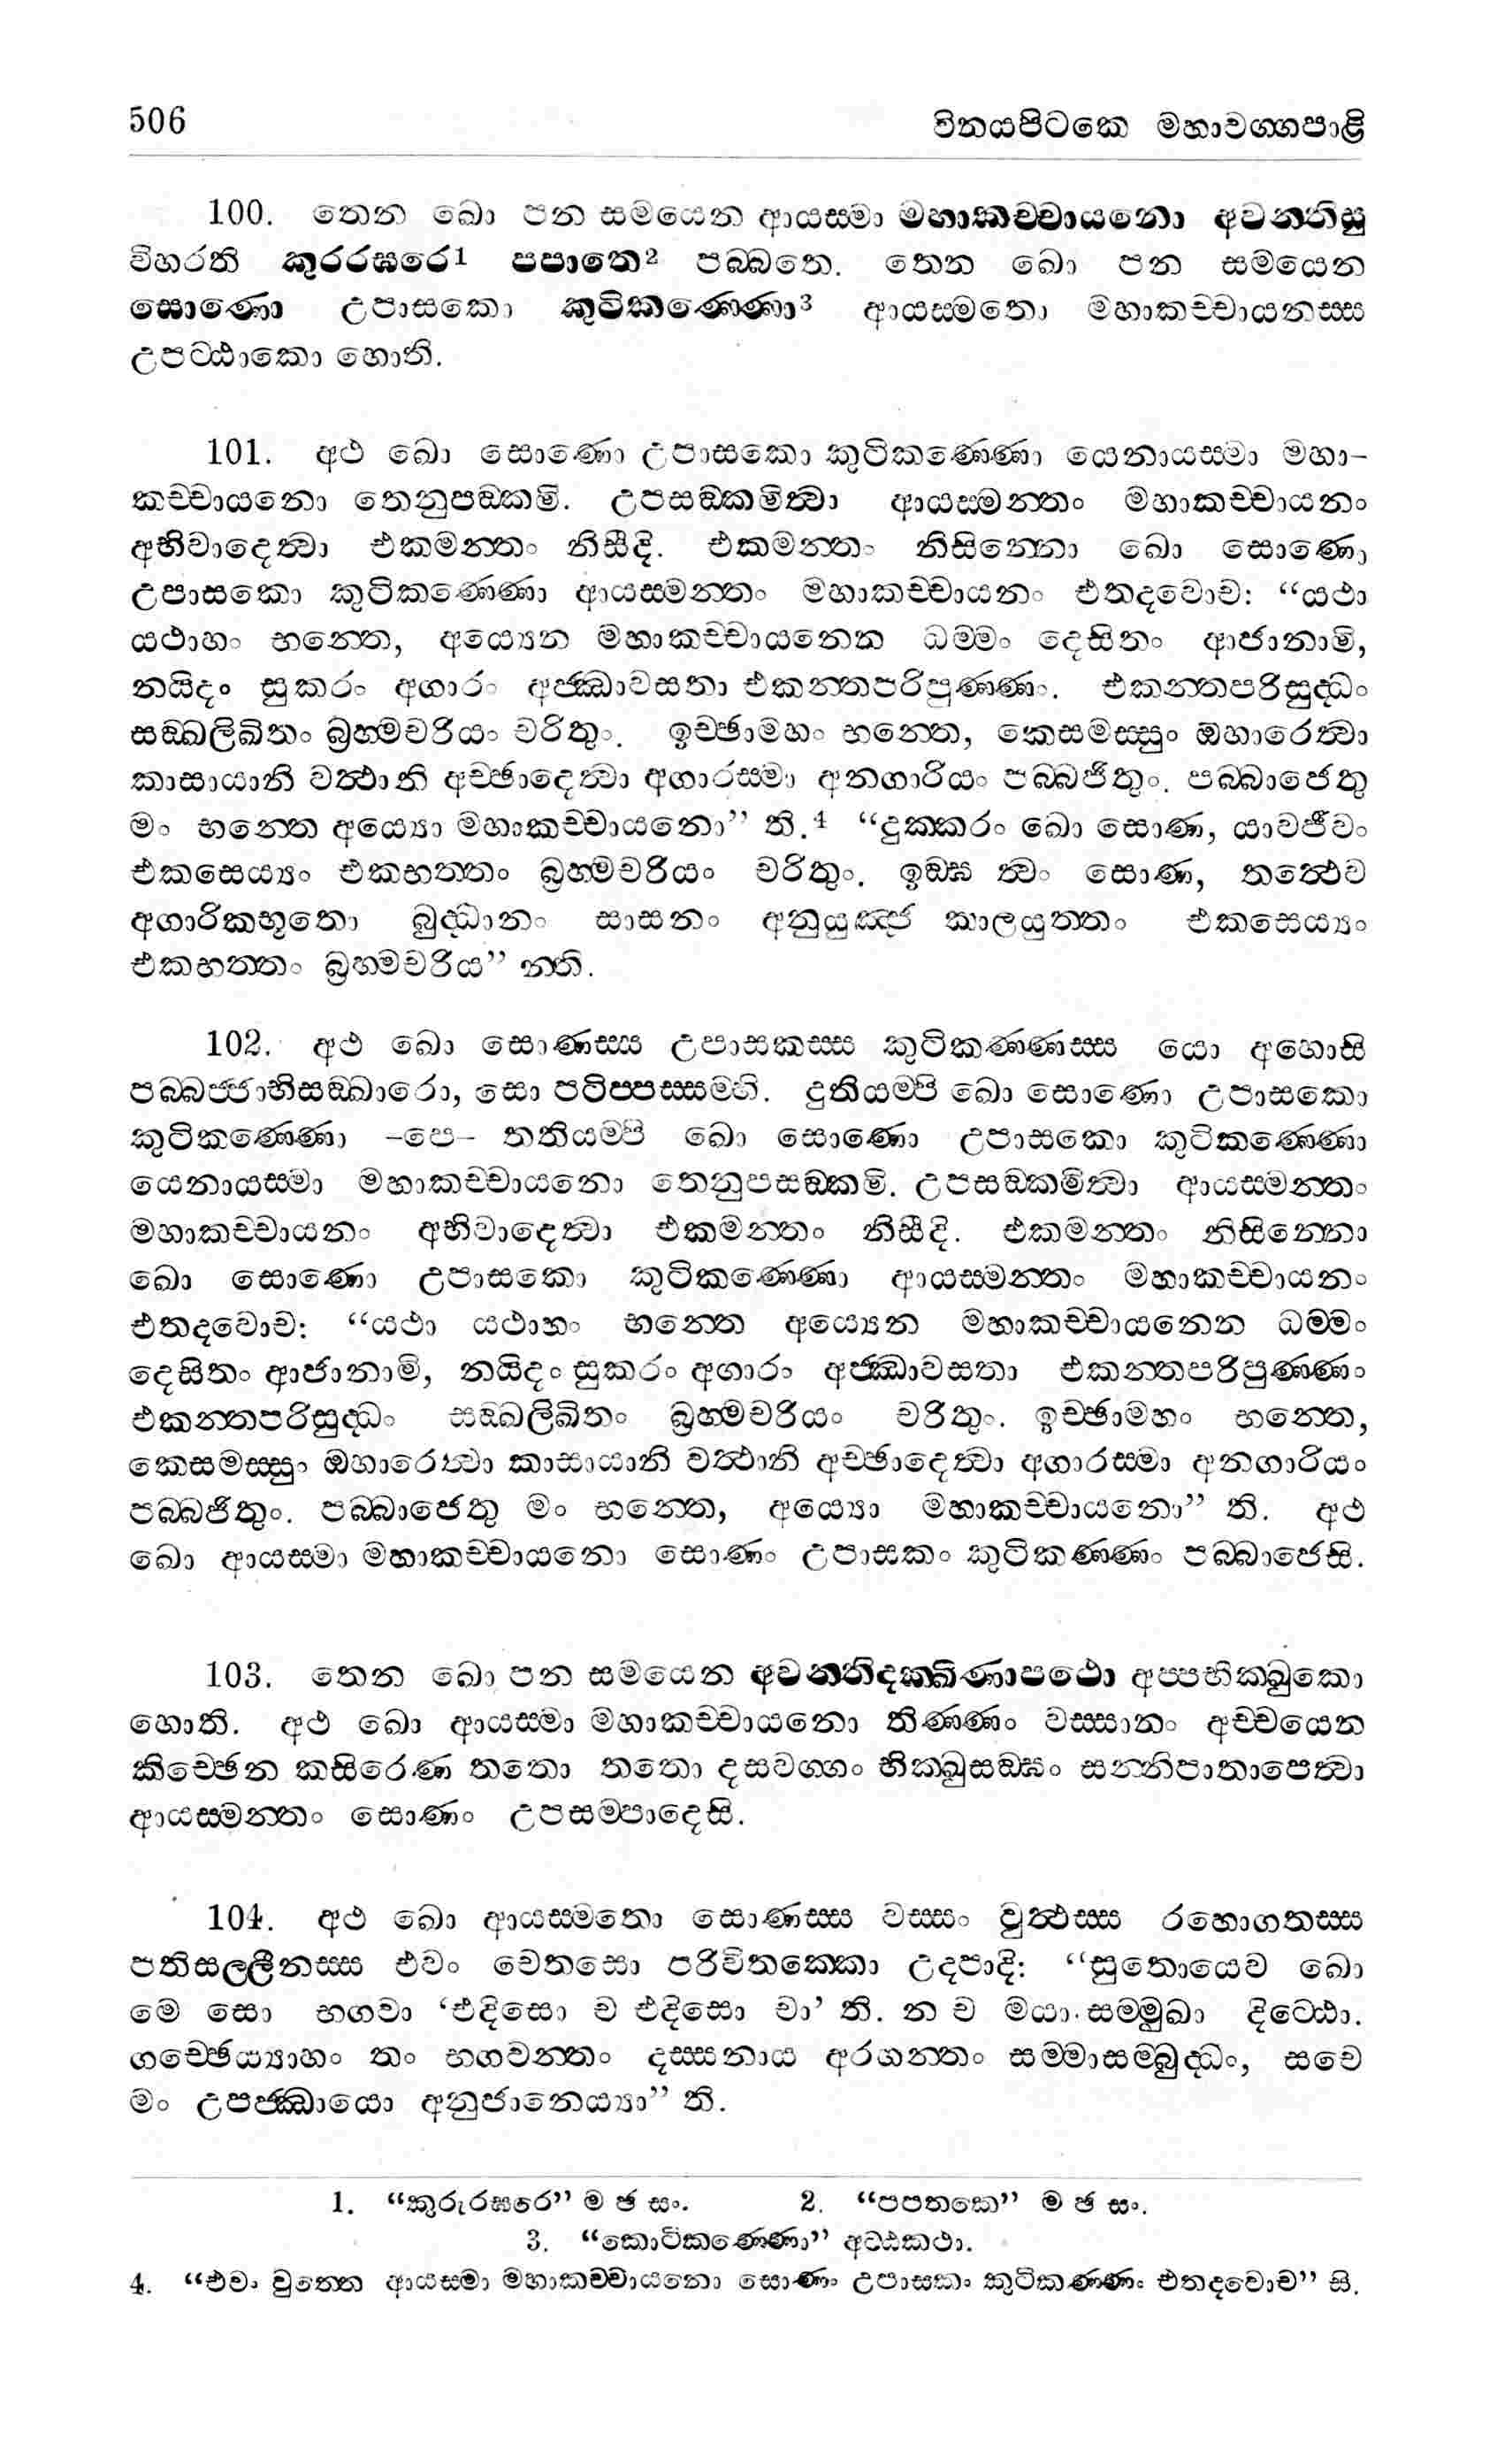 506 විනයපිටකෙ මහාවග්ගපාළි
100. තෙන ඛො පන සමයෙන ආයස්මා මහාකච්චායනො අවන්තිසු
විහරති කුරරඝරෙ1 පපාතෙ2 පබ්බතෙ. තෙන ඛො පන සමයෙන
සොණො උපාසකො කුටිකණ්ණො3 ආයස්මතො මහාකච්චායනස්ස
උපට්ඨාකො හොති.
101. අථ ඛො සොණො උපාසකො කුටිකණ්ණො යෙනායස්මා මහා-
කච්චායනො තෙනුපඞ්කමි. උපසඞ්කමිත්වා ආයස්මන්තං මහාකච්චායනං
අභිවාදෙත්වා එකමන්තං නිසීදි. එකමන්තං නිසින්නො ඛො සොණො
උපාසකො කුටිකණ්ණො ආයස්මන්තං මහාකච්චායනං එතදවොච: “යථා
යථාහං භන්තෙ, අය්යෙන මහාකච්චායනෙන ධම්මං දෙසිතං ආජානාමි,
නයිදං සුකරං අගාරං අජ්ඣාවසතා එකන්තපරිපුණ්ණං. එකන්තපරිසුද්ධං
සඞ්ඛලිඛිතං බ්‍රහ්මචරියං චරිතුං. ඉච්ඡාමහං භන්තෙ, කෙසමස්සුං ඔහාරෙත්වා
කාසායානි වත්ථානි අච්ඡාදෙත්වා අගාරස්මා අනගාරියං පබ්බජිතුං. පබ්බාජෙතු
මං භන්තෙ අය්යො මහාකච්චායනො” ති.4 “දුක්කරං ඛො සොණ, යාවජීවං
එකසෙය්‍යං එකභත්තං බ්‍රහ්මචරියං චරිතුං. ඉඞ්ඝ ත්වං සොණ, තත්ථෙව
අගාරිකභූතො බුද්ධානං සාසනං අනුයුඤ්ජ කාලයුත්තං එකසෙය්‍යං
එකභත්තං බ්‍රහ්මචරිය” න්ති.
102. අථ ඛො සොණස්ස උපාසකස්ස කුටිකණ්ණස්ස යො අහොසි
පබ්බජ්ජාභිසඞ්ඛාරො, සො පටිප්පස්සම්භි. දුතියම්පි ඛො සොණො උපාසකො
කුටිකණ්ණො -පෙ- තතියම්පි ඛො සොණො උපාසකො කුටිකණ්ණො
යෙනායස්මා මහාකච්චායනො තෙනුපසඞ්කමි. උපසඞ්කමිත්වා ආයස්මන්තං
මහාකච්චායනං අභිවාදෙත්වා එකමන්තං නිසීදි. එකමන්තං නිසින්නො
ඛො සොණො උපාසකො කුටිකණ්ණො ආයස්මන්තං මහාකච්චායනං
එතදවොච: “යථා යථාහං භන්තෙ අය්යෙන මහාකච්චායනෙන ධම්මං
දෙසිතං ආජානාමි, නයිදං සුකරං අගාරං අජ්ඣාවසතා එකන්තපරිපුණ්ණං
එකන්තපරිසුද්ධං සඞ්ඛලිඛිතං බ්‍රහ්මචරියං චරිතුං. ඉච්ඡාමහං භන්තෙ,
කෙසමස්සුං ඔහාරෙත්වා කාසායානි වත්ථානි අච්ඡාදෙත්වා අගාරස්මා අනගාරියං
පබ්බජිතුං. පබ්බාජෙතු මං භන්තෙ, අය්යො මහාකච්චායනො” ති. අථ
ඛො ආයස්මා මහාකච්චායනො සොණං උපාසකං කුටිකණ්ණං පබ්බාජෙසි.
103. තෙන ඛො පන සමයෙන අවන්තිදක්ඛිණාපථො අප්පභික්ඛුකො
හොති. අථ ඛො ආයස්මා මහාකච්චායනො තිණ්ණං වස්සානං අච්චයෙන
කිච්ඡෙන කසිරෙණ තතො තතො දසවග්ගං භික්ඛුසඞ්ඝං සන්නිපාතාපෙත්වා
ආයස්මන්තං සොණං උපසම්පාදෙසි.
104. අථ ඛො ආයස්මතො සොණස්ස වස්සං වුත්ථස්ස රහොගතස්ස
පතිසල්ලීනස්ස එවං චෙතසො පරිවිතක්කො උදපාදි: “සුතොයෙව ඛො
මෙ සො භගවා ‘එදිසො ච එදිසො චා’ ති. න ච මයා සම්මුඛා දිට්ඨො.
ගච්ඡෙය්‍යාහං තං භගවන්තං දස්සනාය අරහන්තං සම්මාසම්බුද්ධං, සචෙ
මං උපජ්ඣායො අනුජානෙය්‍යා” ති.
1. “කුරුරඝරෙ” ම ඡ සං. 2. “පපතකෙ” ම ඡ සං.
3. “කොටිකණ්ණො” අට්ඨකථා.
4. “එවං වුත්තෙ ආයස්මා මහාකච්චායනො සොණං උපාසකං කුටිකණ්ණං එතදවොච” සි.